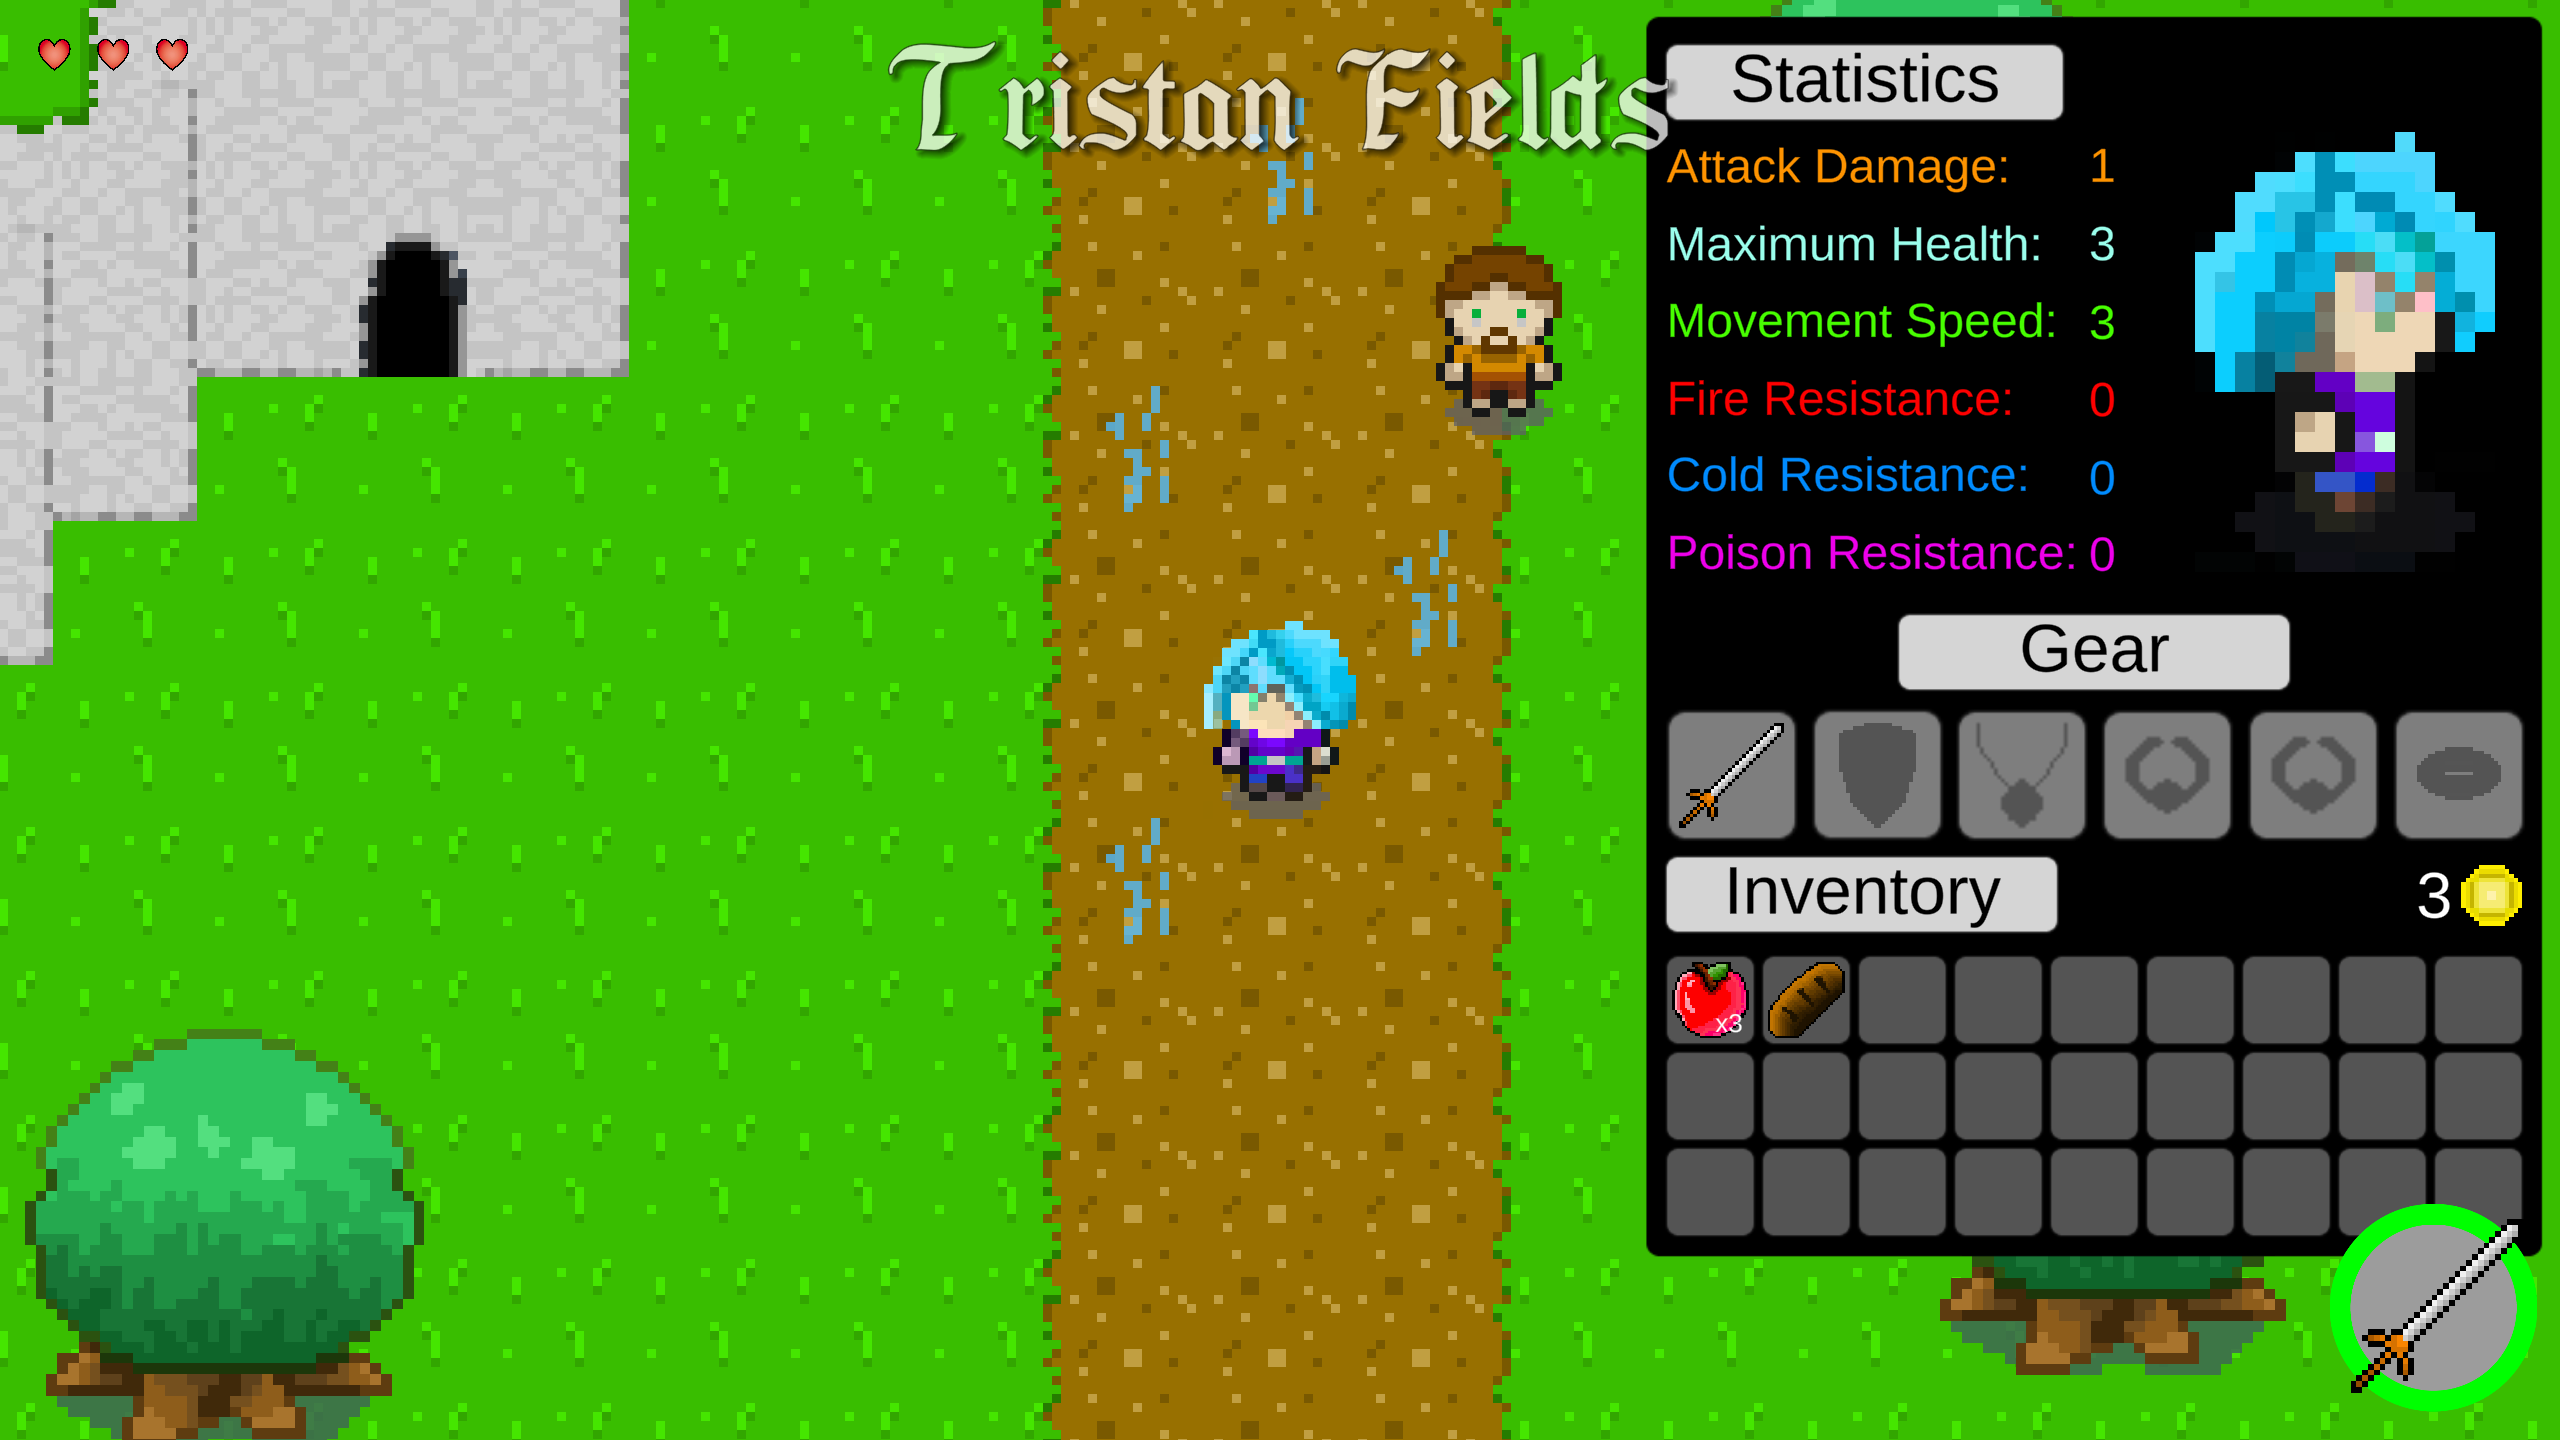 Tristan Fields
Statistics
Attack Damage: 1
Maximum Health: 3
Movement Speed: 3
Fire Resistance: 0
Cold Resistance: 0
Poison Resistance: 0
Gear
Inventory
3
x3